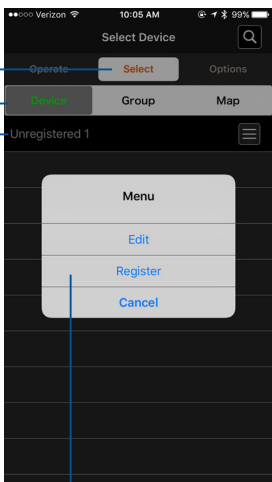 Verizon 10:05 AM 99%
Select Device
Operate Select Options
Device Group Map
Unregistered 1
Menu
Edit
Register
Cancel